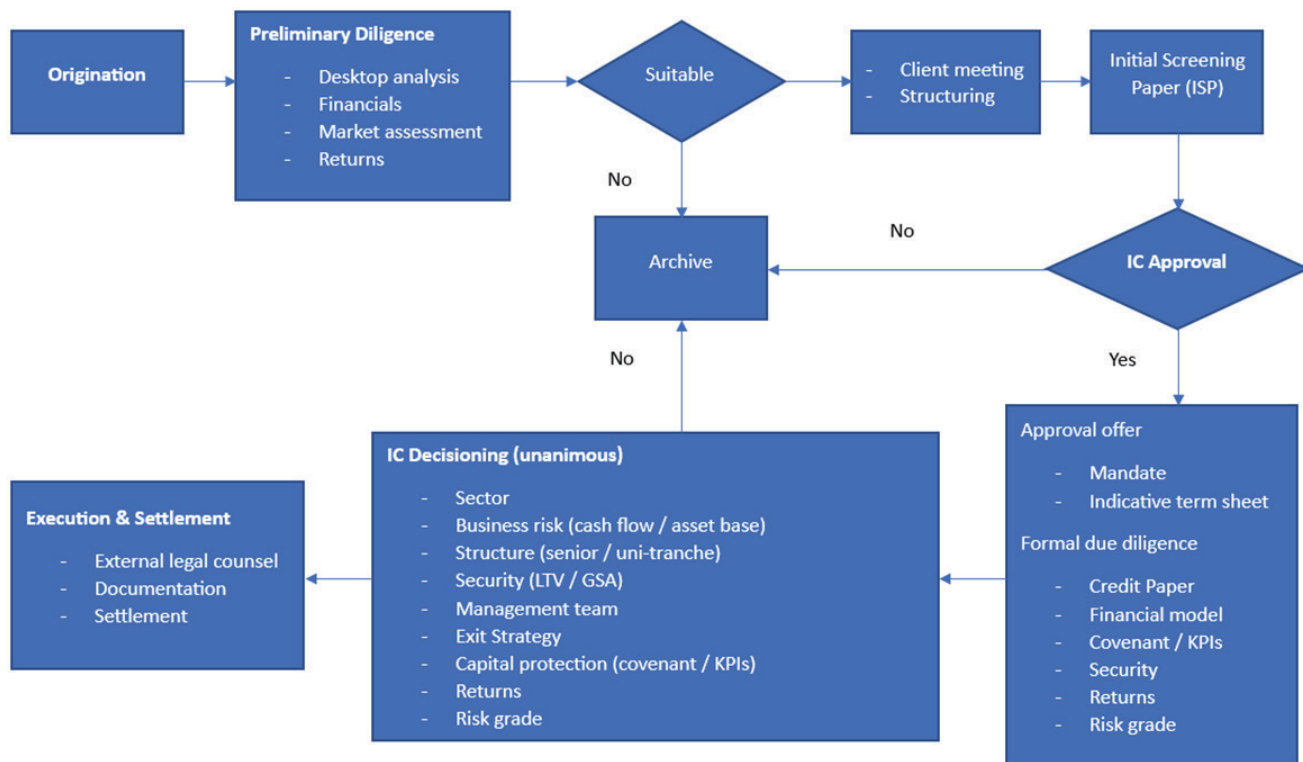 Origination
Preliminary Diligence
- Desktop analysis
- Financials
- Market assessment
- Returns
Suitable
- Client meeting
- Structuring
Initial Screening
Paper (ISP)
No
Archive
No
IC Approval
No
Yes
IC Decisioning (unanimous)
- Sector
- Business risk (cash flow / asset base)
- Structure (senior / uni-tranche)
- Security (LTV / GSA)
- Management team
- Exit Strategy
- Capital protection (covenant / KPIs)
- Returns
- Risk grade
Approval offer
- Mandate
- Indicative term sheet
Formal due diligence
- Credit Paper
- Financial model
- Covenant / KPIs
- Security
- Returns
- Risk grade
Execution & Settlement
- External legal counsel
- Documentation
- Settlement